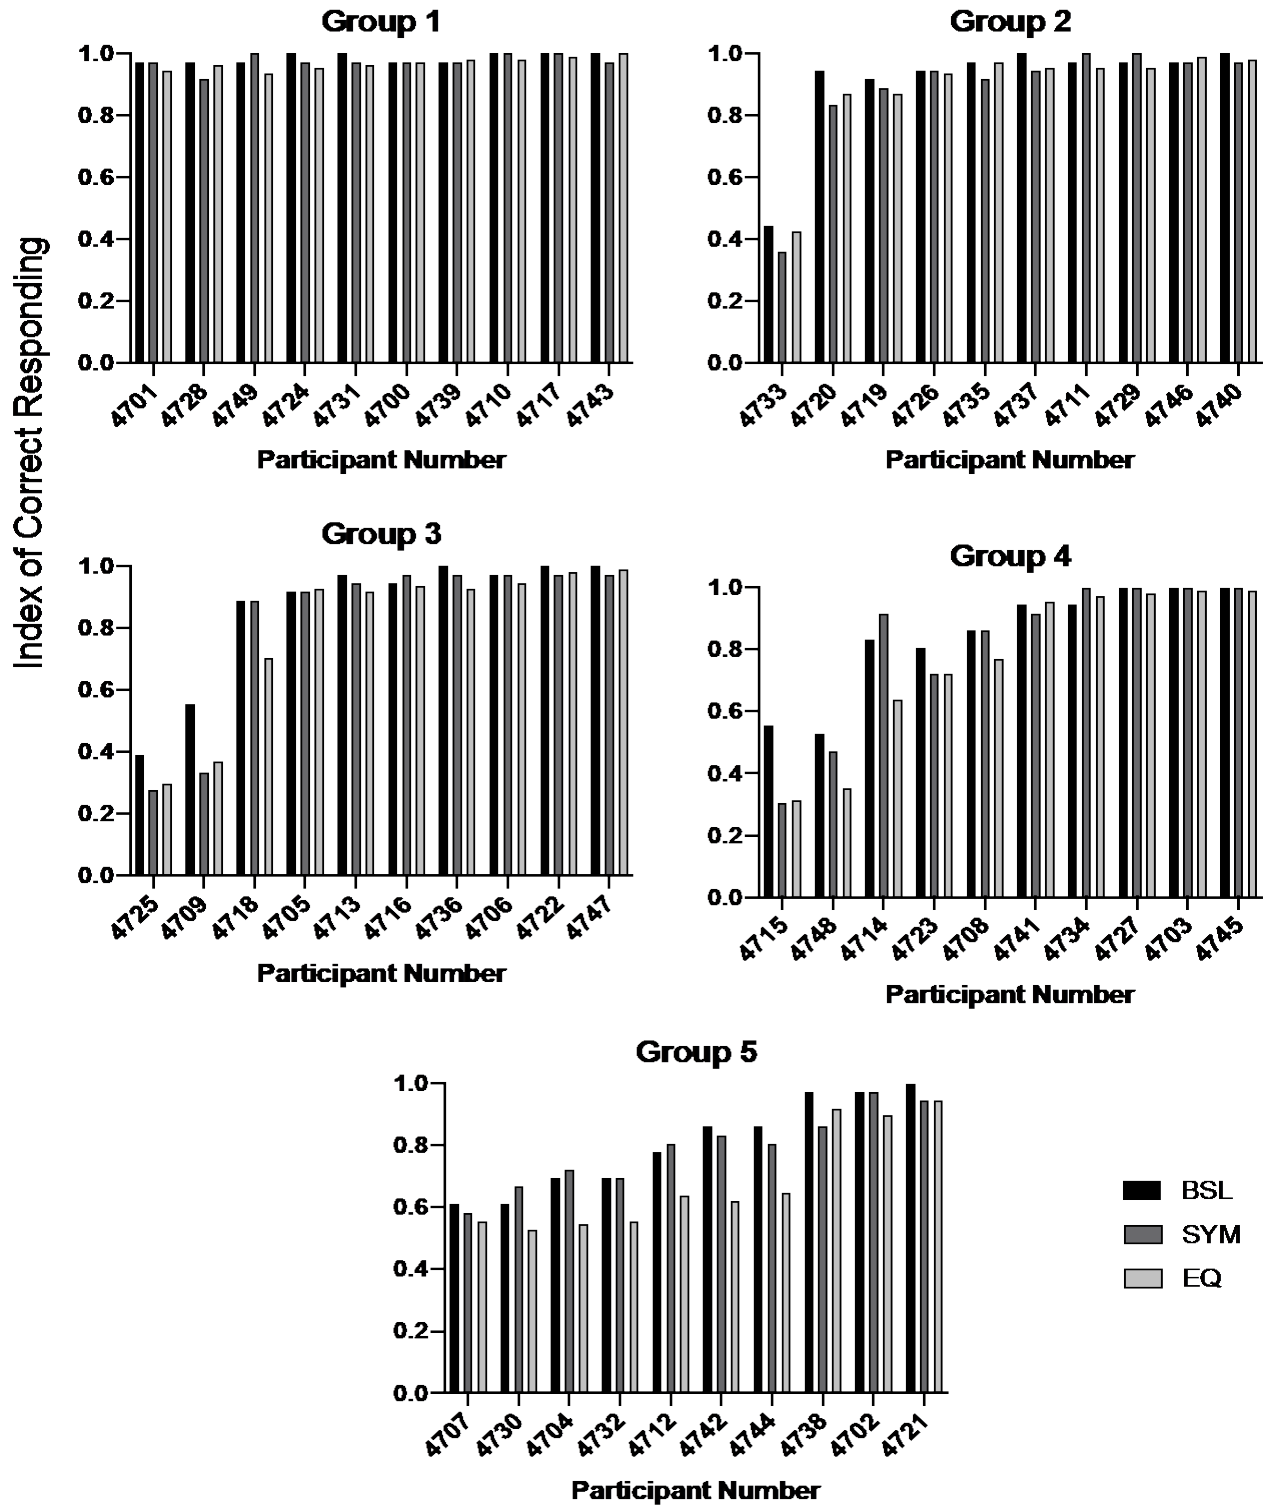 Index of Correct Responding
Group 1
1.0
0.8
0.6
0.4
0.2
0.0
4701 4728 4749 4724 4731 4700 4739 4710 4717 4743
Participant Number
Group 2
1.0
0.8
0.6
0.4
0.2
0.0
4733 4720 4719 4726 4735 4737 4711 4729 4746 4740
Participant Number
Group 3
1.0
0.8
0.6
0.4
0.2
0.0
4725 4709 4718 4705 4713 4716 4736 4706 4722 4747
Participant Number
Group 4
1.0
0.8
0.6
0.4
0.2
0.0
4715 4748 4714 4723 4708 4741 4734 4727 4703 4745
Participant Number
Group 5
1.0
0.8
0.6
0.4
0.2
0.0
4707 4730 4704 4732 4712 4742 4744 4738 4702 4721
Participant Number
BSL
SYM
EQ